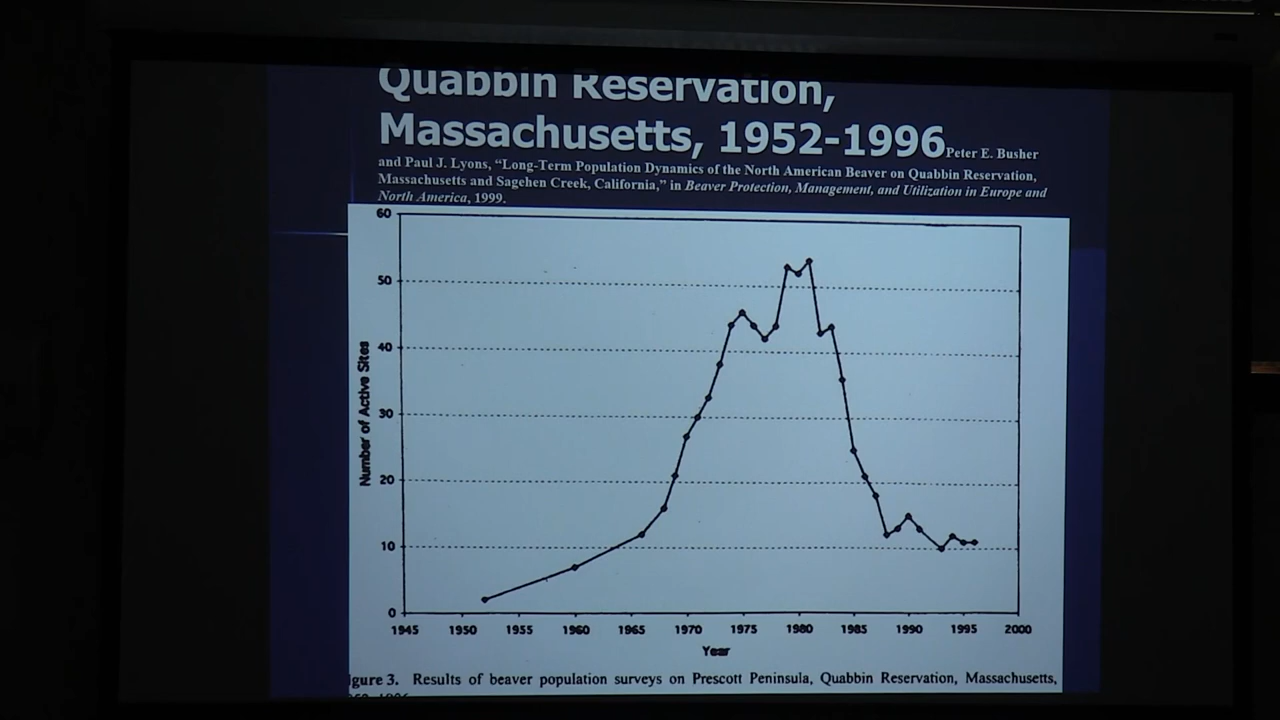 Quabbin Reservation,
Massachusetts, 1952-1996 Peter E. Busher
and Paul J. Lyons, “Long-Term Population Dynamics of the North American Beaver on Quabbin Reservation,
Massachusetts and Sagehen Creek, California,” in Beaver Protection, Management, and Utilization in Europe and
North America, 1999.
60
50
40
30
20
10
0
Number of Active Sites
1945 1950 1955 1960 1965 1970 1975 1980 1985 1990 1995 2000
Year
gure 3. Results of beaver population surveys on Prescott Peninsula, Quabbin Reservation, Massachusetts,